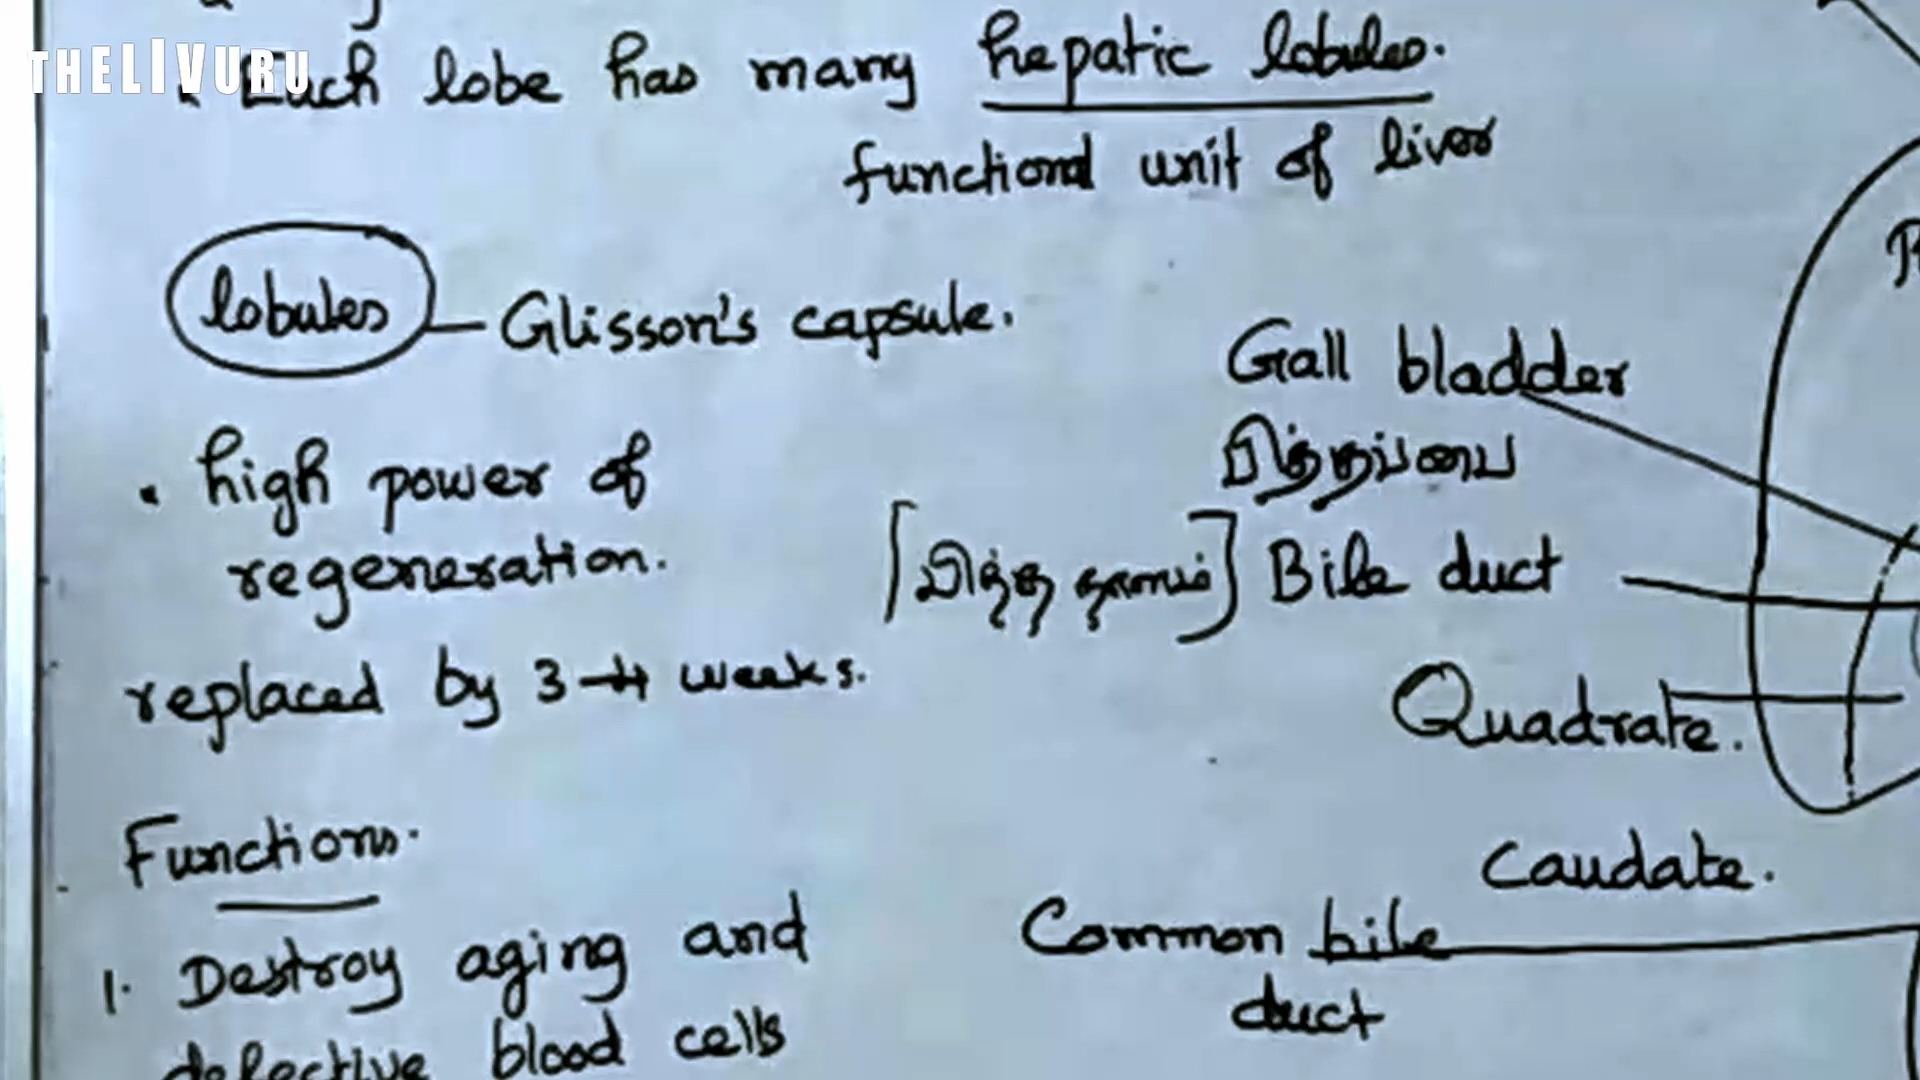 THELIVURU
. Each lobe has many hepatic lobules.
functional unit of liver
lobules — Glisson's capsule.
. high power of
regeneration.
replaced by 3-4 weeks.
Functions.
1. Destroy aging and
defective blood cells
Gall bladder
பித்தப்பை
[பித்த நாளம்] Bile duct
Quadrate.
Caudate.
Common bile
duct